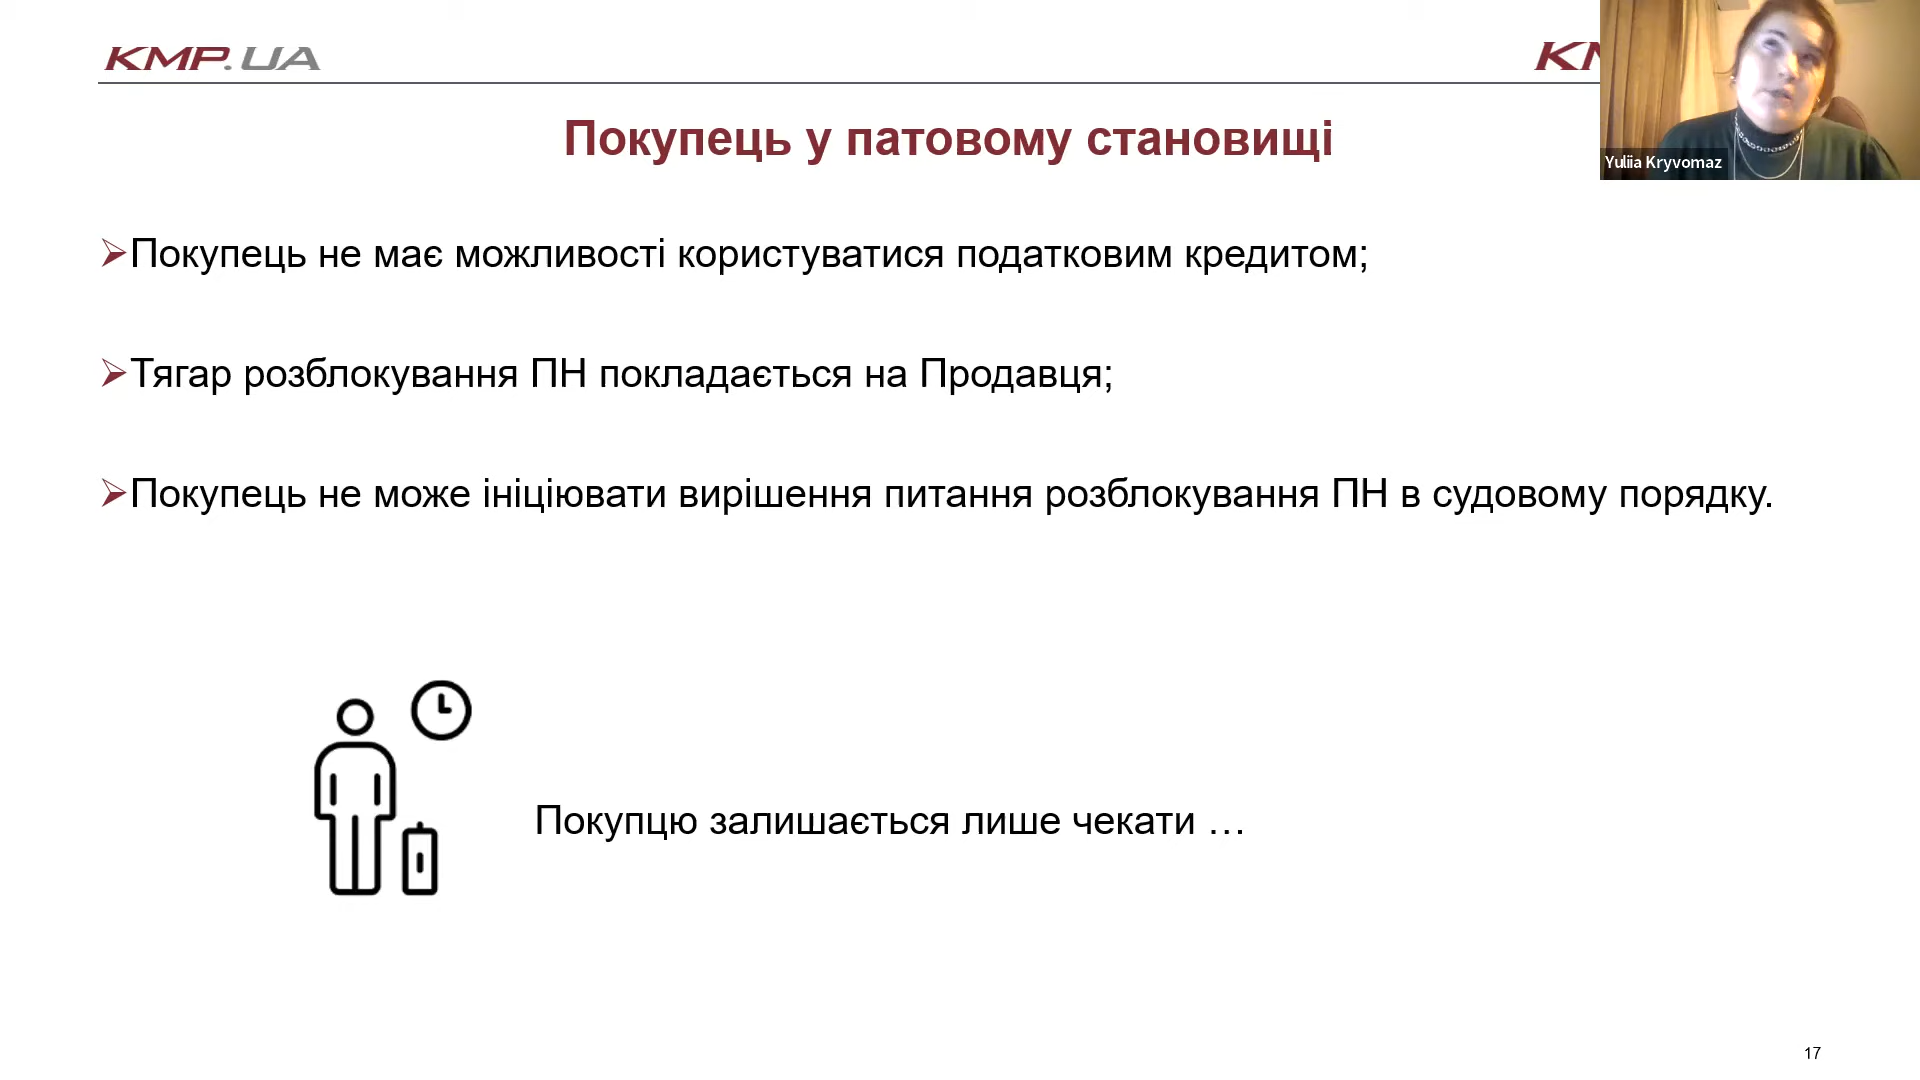 KMP.UA
Yuliia Kryvomaz
Покупець у патовому становищі
Покупець не має можливості користуватися податковим кредитом;
Тягар розблокування ПН покладається на Продавця;
Покупець не може ініціювати вирішення питання розблокування ПН в судовому порядку.
Покупцю залишається лише чекати …
17